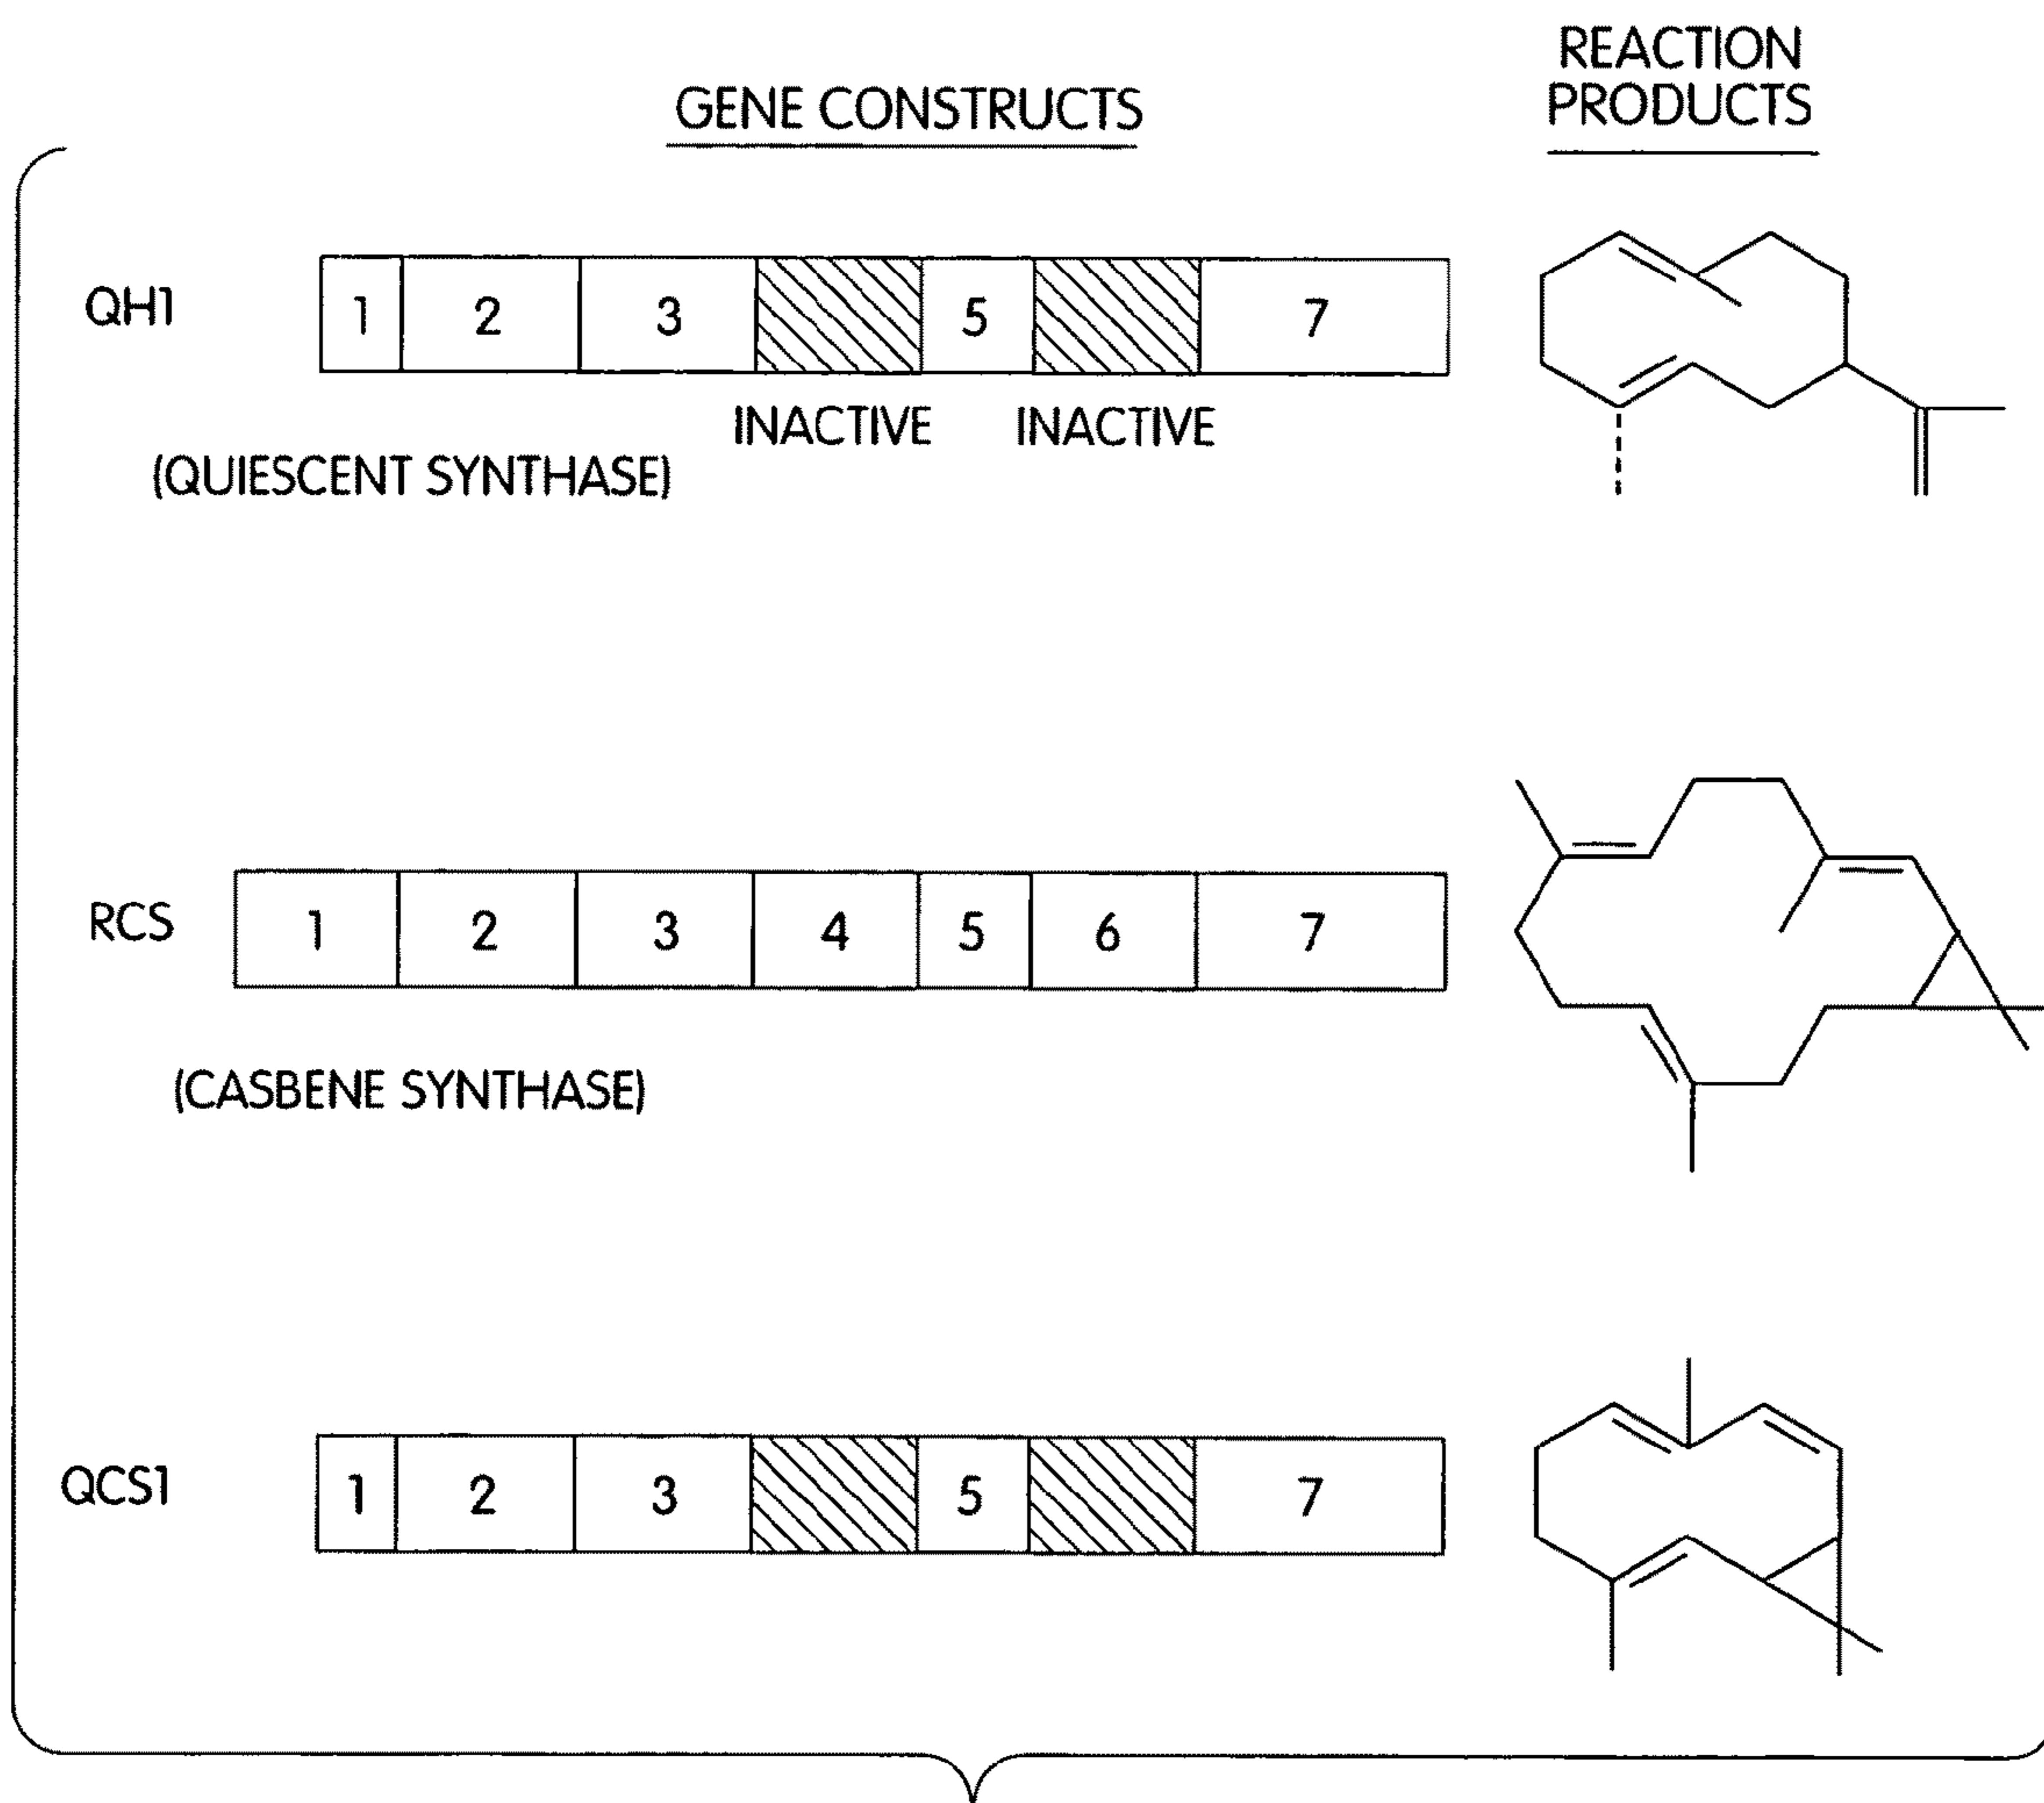 GENE CONSTRUCTS
REACTION
PRODUCTS
QH1 1 2 3 5 7
INACTIVE INACTIVE
(QUIESCENT SYNTHASE)
RCS 1 2 3 4 5 6 7
(CASBENE SYNTHASE)
QCS1 1 2 3 5 7